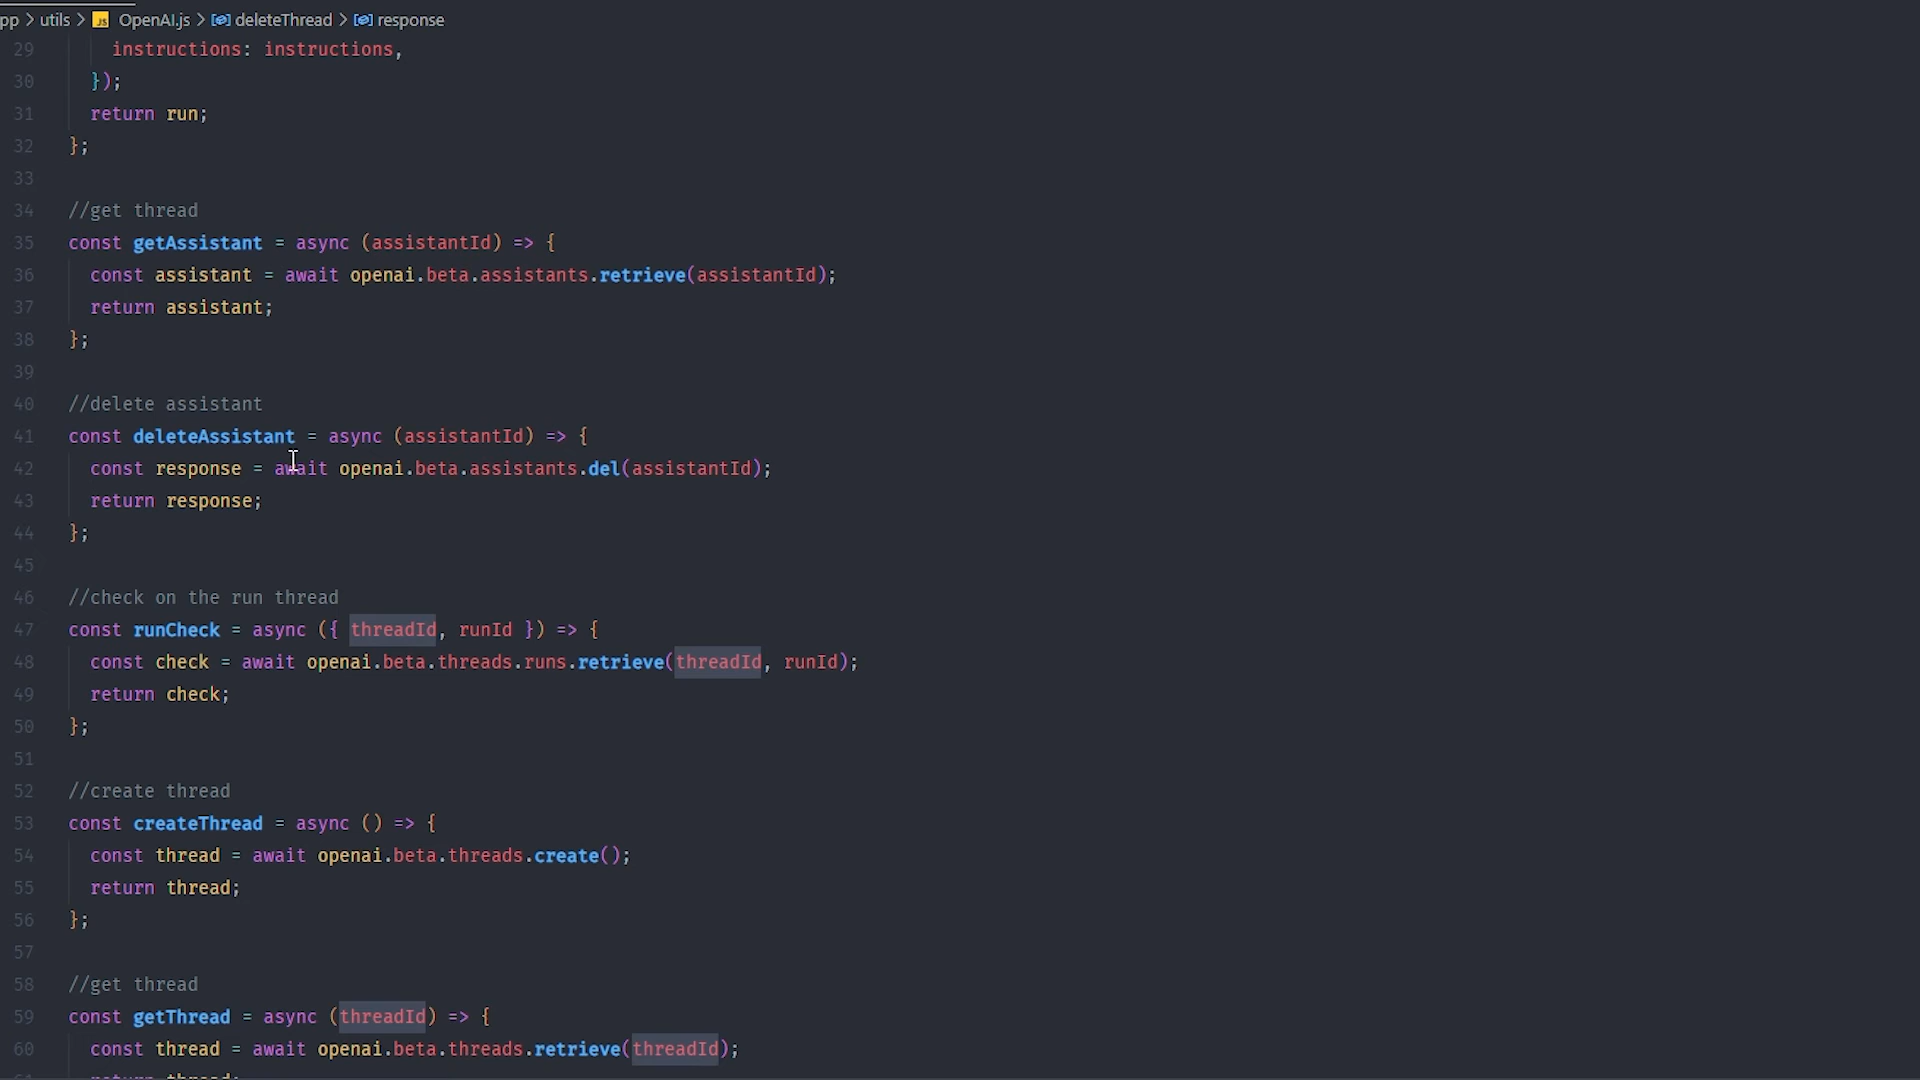 pp > utils > JS OpenAI.js > deleteThread > response
29 instructions: instructions,
30 });
31 return run;
32 };
33
34 //get thread
35 const getAssistant = async (assistantId) => {
36 const assistant = await openai.beta.assistants.retrieve(assistantId);
37 return assistant;
38 };
39
40 //delete assistant
41 const deleteAssistant = async (assistantId) => {
42 const response = await openai.beta.assistants.del(assistantId);
43 return response;
44 };
45
46 //check on the run thread
47 const runCheck = async ({ threadId, runId }) => {
48 const check = await openai.beta.threads.runs.retrieve(threadId, runId);
49 return check;
50 };
51
52 //create thread
53 const createThread = async () => {
54 const thread = await openai.beta.threads.create();
55 return thread;
56 };
57
58 //get thread
59 const getThread = async (threadId) => {
60 const thread = await openai.beta.threads.retrieve(threadId);
61 return thread;